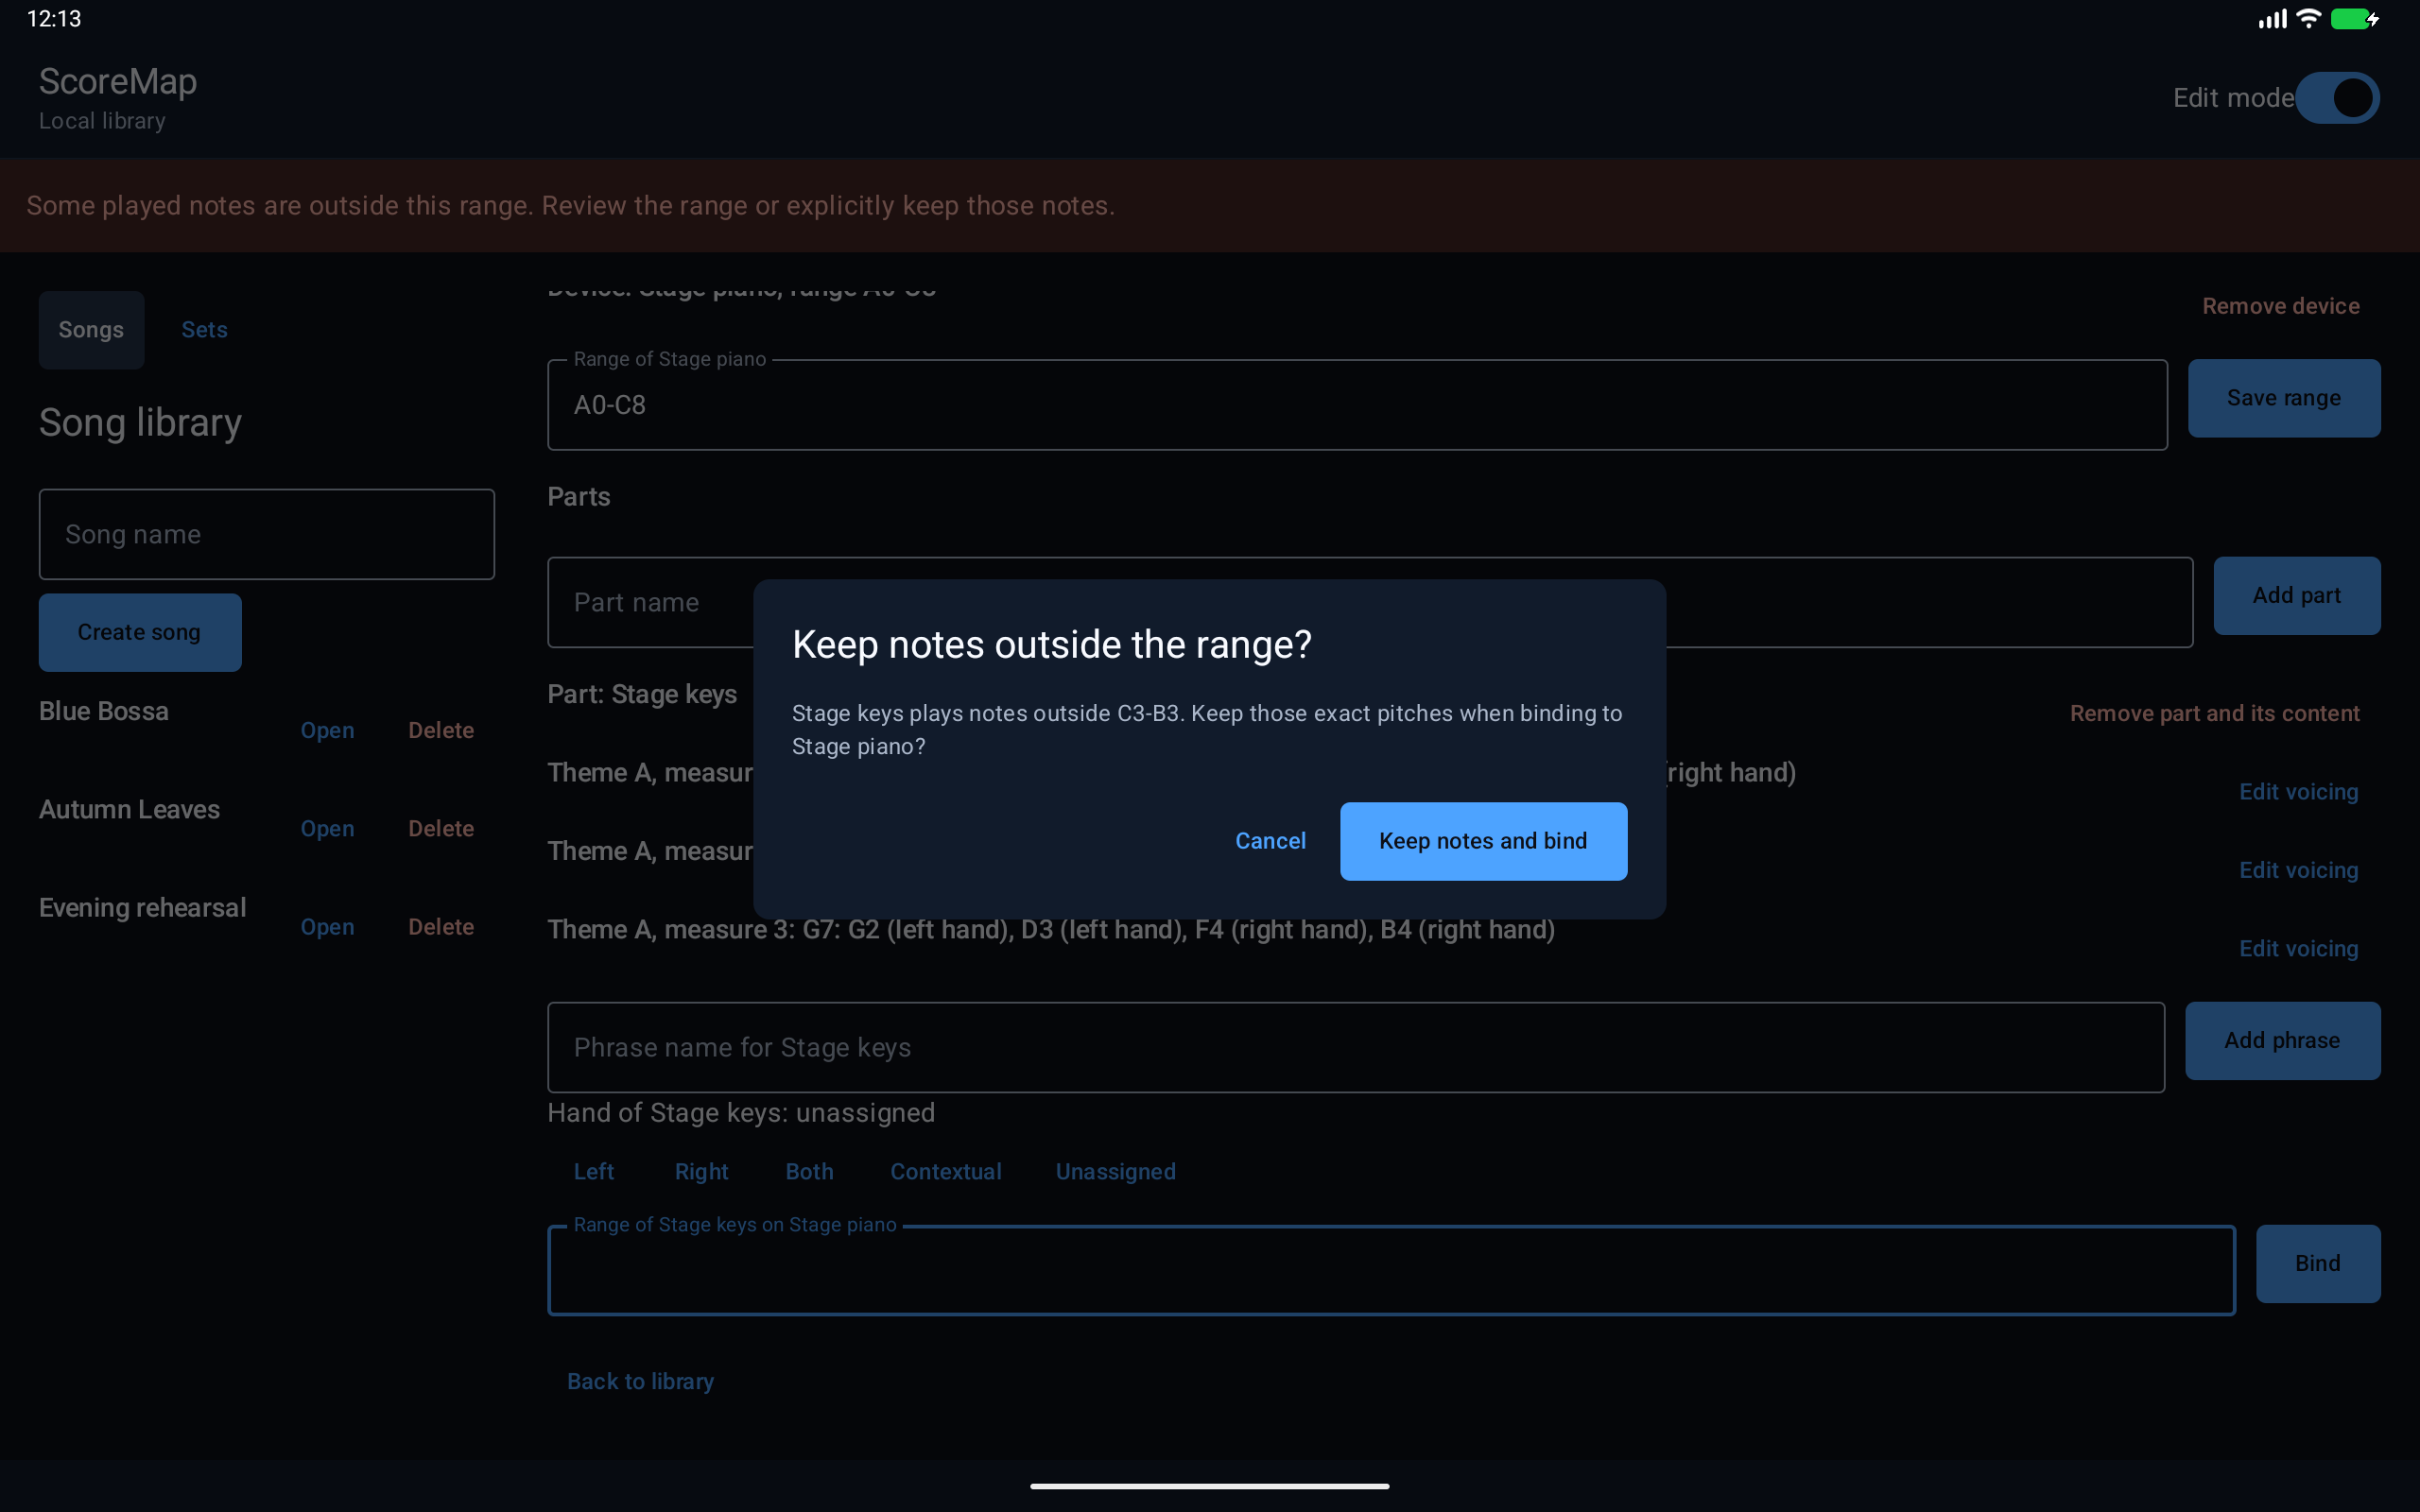 12:13
ScoreMap
Local library
Edit mode
Some played notes are outside this range. Review the range or explicitly keep those notes.
Songs
Sets
Song library
Song name
Create song
Blue Bossa
Open
Delete
Autumn Leaves
Open
Delete
Evening rehearsal
Open
Delete
Device: Stage piano, range A0-C8
Remove device
Range of Stage piano
A0-C8
Save range
Parts
Part name
Add part
Part: Stage keys
Remove part and its content
Theme A, measur
right hand)
Edit voicing
Theme A, measur
Edit voicing
Theme A, measure 3: G7: G2 (left hand), D3 (left hand), F4 (right hand), B4 (right hand)
Edit voicing
Phrase name for Stage keys
Add phrase
Hand of Stage keys: unassigned
Left
Right
Both
Contextual
Unassigned
Range of Stage keys on Stage piano
Bind
Back to library
Keep notes outside the range?
Stage keys plays notes outside C3-B3. Keep those exact pitches when binding to
Stage piano?
Cancel
Keep notes and bind